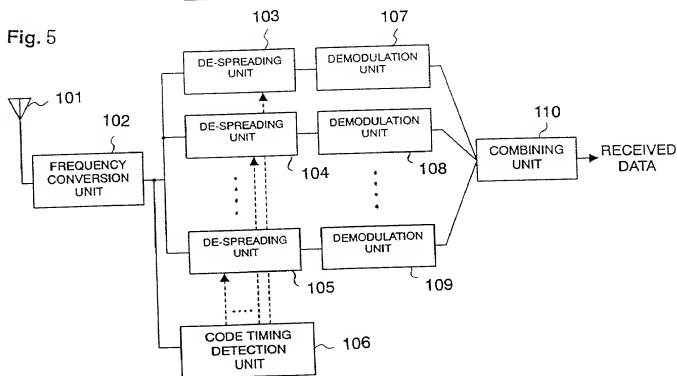 Fig. 5
103
107
DE-SPREADING
UNIT
DEMODULATION
UNIT
101
102
110
DE-SPREADING
UNIT
DEMODULATION
UNIT
FREQUENCY
CONVERSION
UNIT
104
108
COMBINING
UNIT
RECEIVED
DATA
DE-SPREADING
UNIT
DEMODULATION
UNIT
105
109
CODE TIMING
DETECTION
UNIT
106